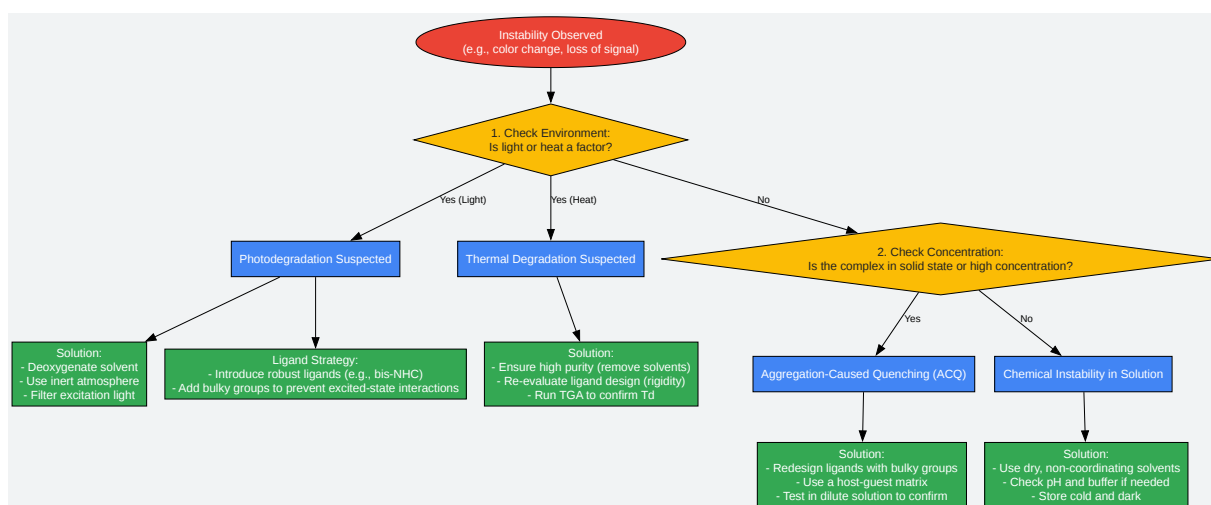 Instability Observed
(e.g., color change, loss of signal)
1. Check Environment:
Is light or heat a factor?
Yes (Light)
Yes (Heat)
No
Photodegradation Suspected
Thermal Degradation Suspected
2. Check Concentration:
Is the complex in solid state or high concentration?
Yes
No
Solution:
- Deoxygenate solvent
- Use inert atmosphere
- Filter excitation light
Ligand Strategy:
- Introduce robust ligands (e.g., bis-NHC)
- Add bulky groups to prevent excited-state interactions
Solution:
- Ensure high purity (remove solvents)
- Re-evaluate ligand design (rigidity)
- Run TGA to confirm Td
Aggregation-Caused Quenching (ACQ)
Chemical Instability in Solution
Solution:
- Redesign ligands with bulky groups
- Use a host-guest matrix
- Test in dilute solution to confirm
Solution:
- Use dry, non-coordinating solvents
- Check pH and buffer if needed
- Store cold and dark